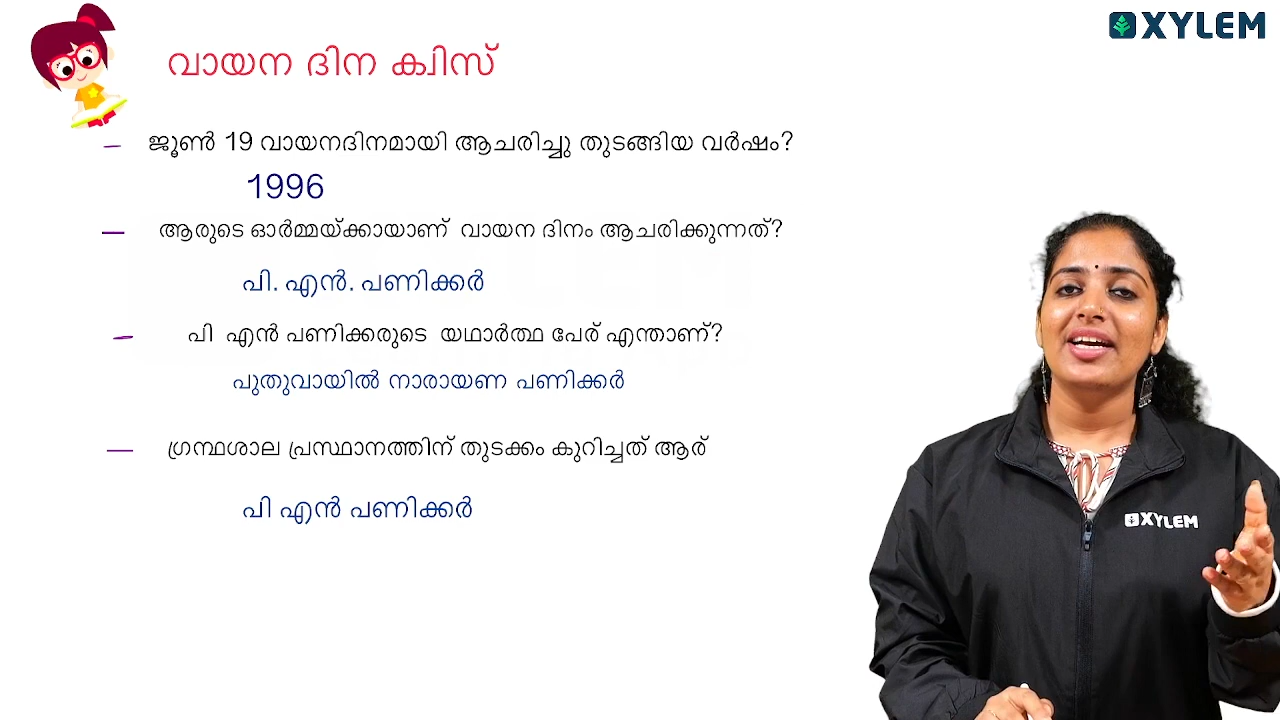 XYLEM
വായന ദിന ക്വിസ്
– ജൂൺ 19 വായനദിനമായി ആചരിച്ചു തുടങ്ങിയ വർഷം?
1996
– ആരുടെ ഓർമ്മയ്ക്കായാണ് വായന ദിനം ആചരിക്കുന്നത്?
പി. എൻ. പണിക്കർ
– പി എൻ പണിക്കരുടെ യഥാർത്ഥ പേര് എന്താണ്?
പുതുവായിൽ നാരായണ പണിക്കർ
– ഗ്രന്ഥശാല പ്രസ്ഥാനത്തിന് തുടക്കം കുറിച്ചത് ആര്
പി എൻ പണിക്കർ
XYLEM